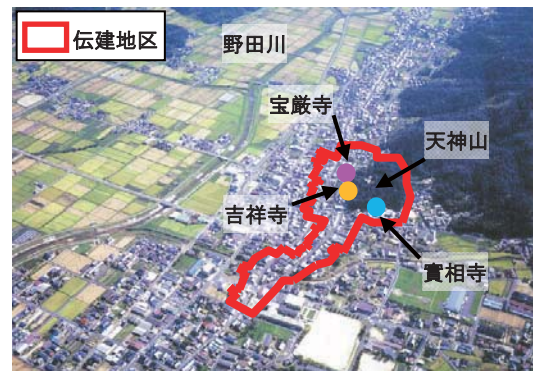 伝建地区
野田川
宝厳寺
天神山
吉祥寺
實相寺